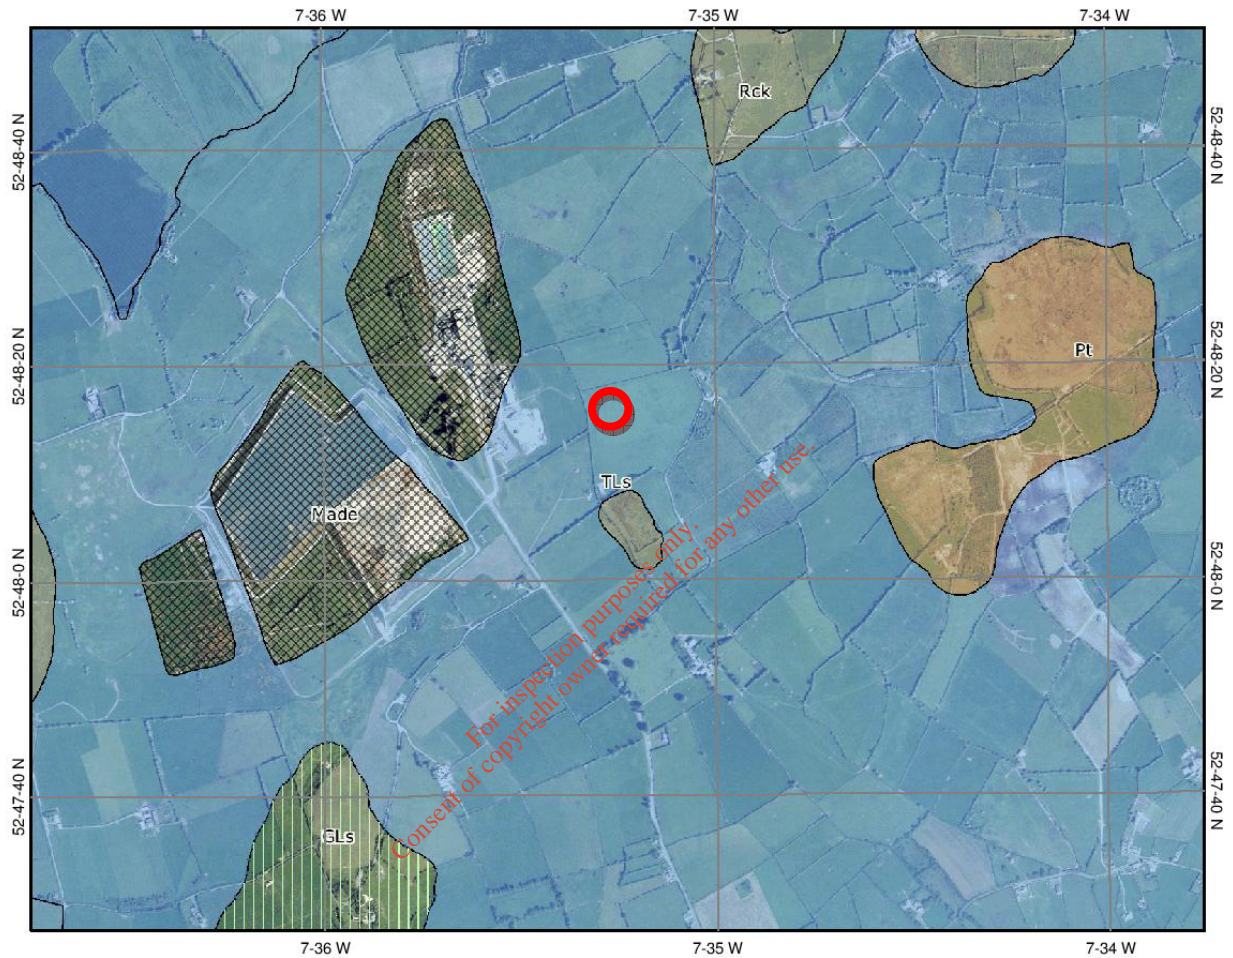 7-36 W 7-35 W 7-34 W
Rck
52-48-40 N 52-48-40 N
52-48-20 N 52-48-20 N
Pt
TLs
Made
52-48-0 N 52-48-0 N
For inspection purposes only.
Consent of copyright owner required for any other use.
52-47-40 N 52-47-40 N
GLs
7-36 W 7-35 W 7-34 W